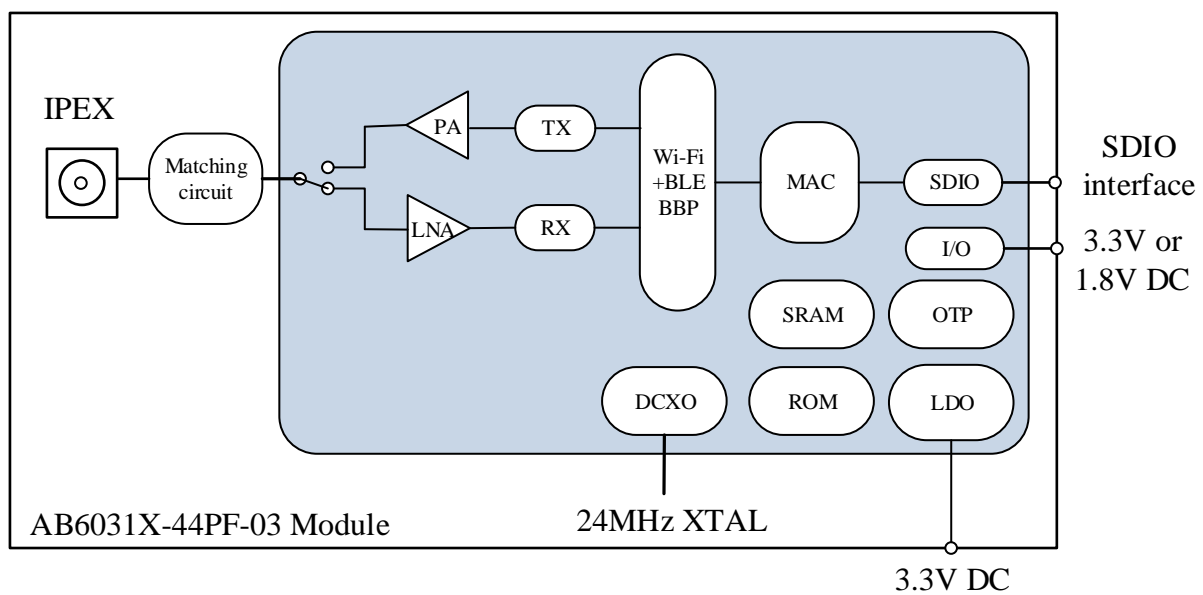 IPEX
Matching
circuit
PA
TX
LNA
RX
Wi-Fi
+BLE
BBP
MAC
SDIO
I/O
SRAM
OTP
DCXO
ROM
LDO
SDIO
interface
3.3V or
1.8V DC
AB6031X-44PF-03 Module
24MHz XTAL
3.3V DC